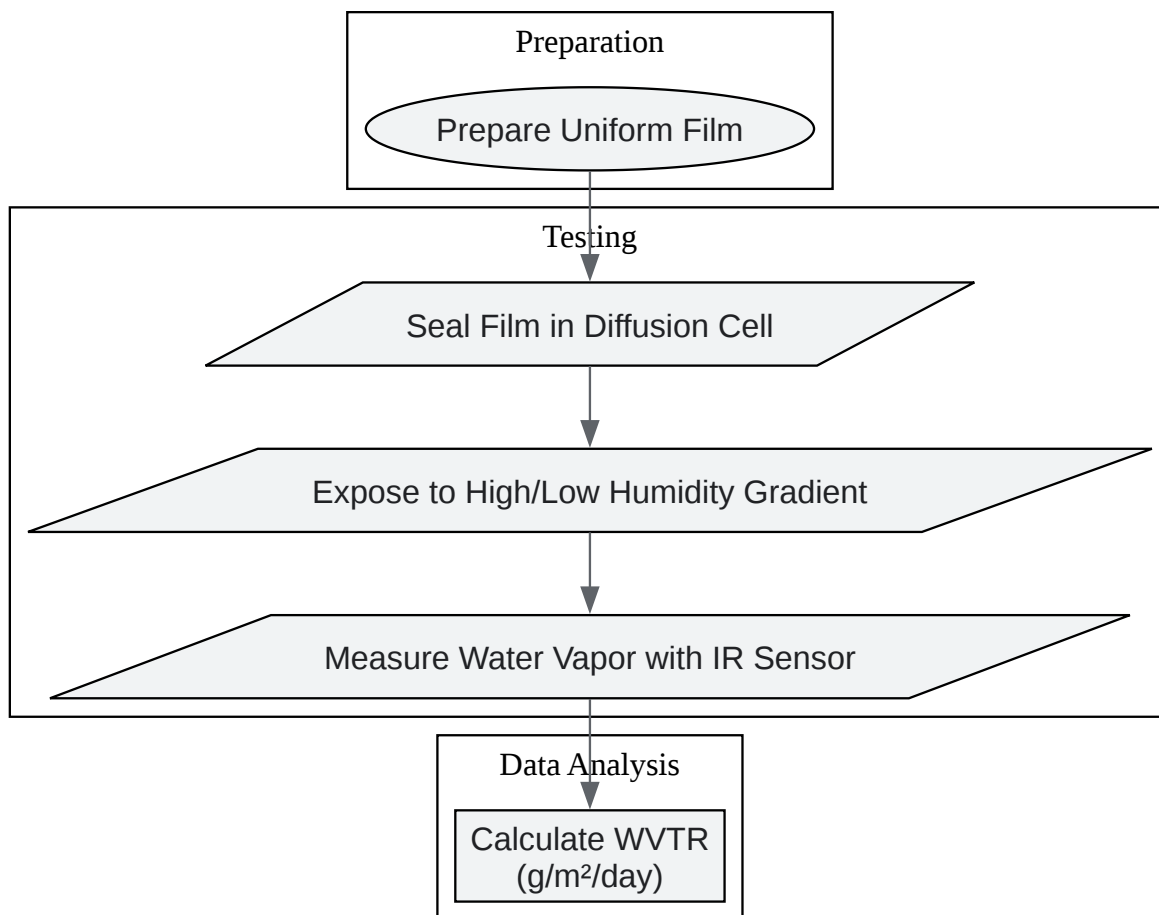 Preparation
Prepare Uniform Film
Testing
Seal Film in Diffusion Cell
Expose to High/Low Humidity Gradient
Measure Water Vapor with IR Sensor
Data Analysis
Calculate WVTR
(g/m²/day)